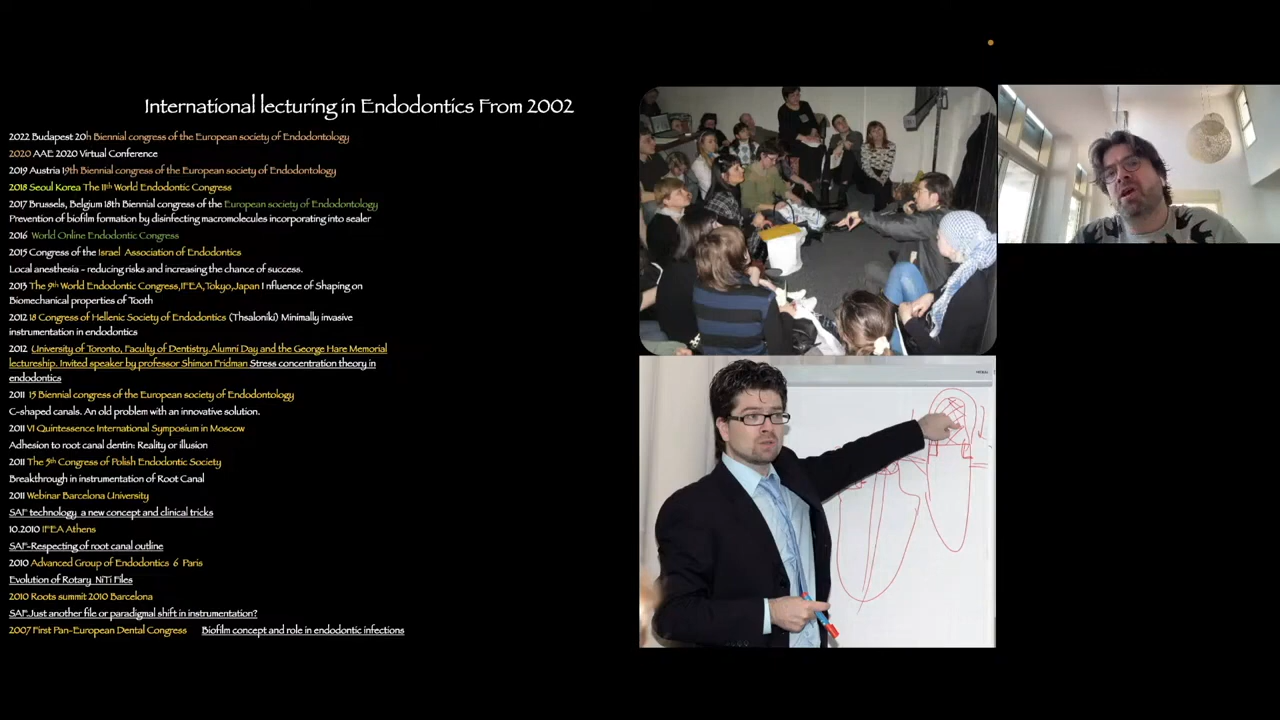 International lecturing in Endodontics From 2002
2022 Budapest 20h Biennial congress of the European society of Endodontology
2020 AAE 2020 Virtual Conference
2019 Austria 19th Biennial congress of the European society of Endodontology
2018 Seoul Korea The 11th World Endodontic Congress
2017 Brussels, Belgium 18th Biennial congress of the European society of Endodontology
Prevention of biofilm formation by disinfecting macromolecules incorporating into sealer
2016 World Online Endodontic Congress
2015 Congress of the Israel Association of Endodontics
Local anesthesia - reducing risks and increasing the chance of success.
2013 The 9th World Endodontic Congress,IFEA,Tokyo,Japan Influence of Shaping on
Biomechanical properties of Tooth
2012 18 Congress of Hellenic Society of Endodontics (Thsaloniki) Minimally invasive
instrumentation in endodontics
2012 University of Toronto, Faculty of Dentistry.Alumni Day and the George Hare Memorial
lectureship. Invited speaker by professor Shimon Fridman Stress concentration theory in
endodontics
2011 15 Biennial congress of the European society of Endodontology
C-shaped canals. An old problem with an innovative solution.
2011 VI Quintessence International Symposium in Moscow
Adhesion to root canal dentin: Reality or illusion
2011 The 5th Congress of Polish Endodontic Society
Breakthrough in instrumentation of Root Canal
2011 Webinar Barcelona University
SAF technology a new concept and clinical tricks
10.2010 IFEA Athens
SAF-Respecting of root canal outline
2010 Advanced Group of Endodontics 6 Paris
Evolution of Rotary NiTi Files
2010 Roots summit 2010 Barcelona
SAF.Just another file or paradigmal shift in instrumentation?
2007 First Pan-European Dental Congress Biofilm concept and role in endodontic infections